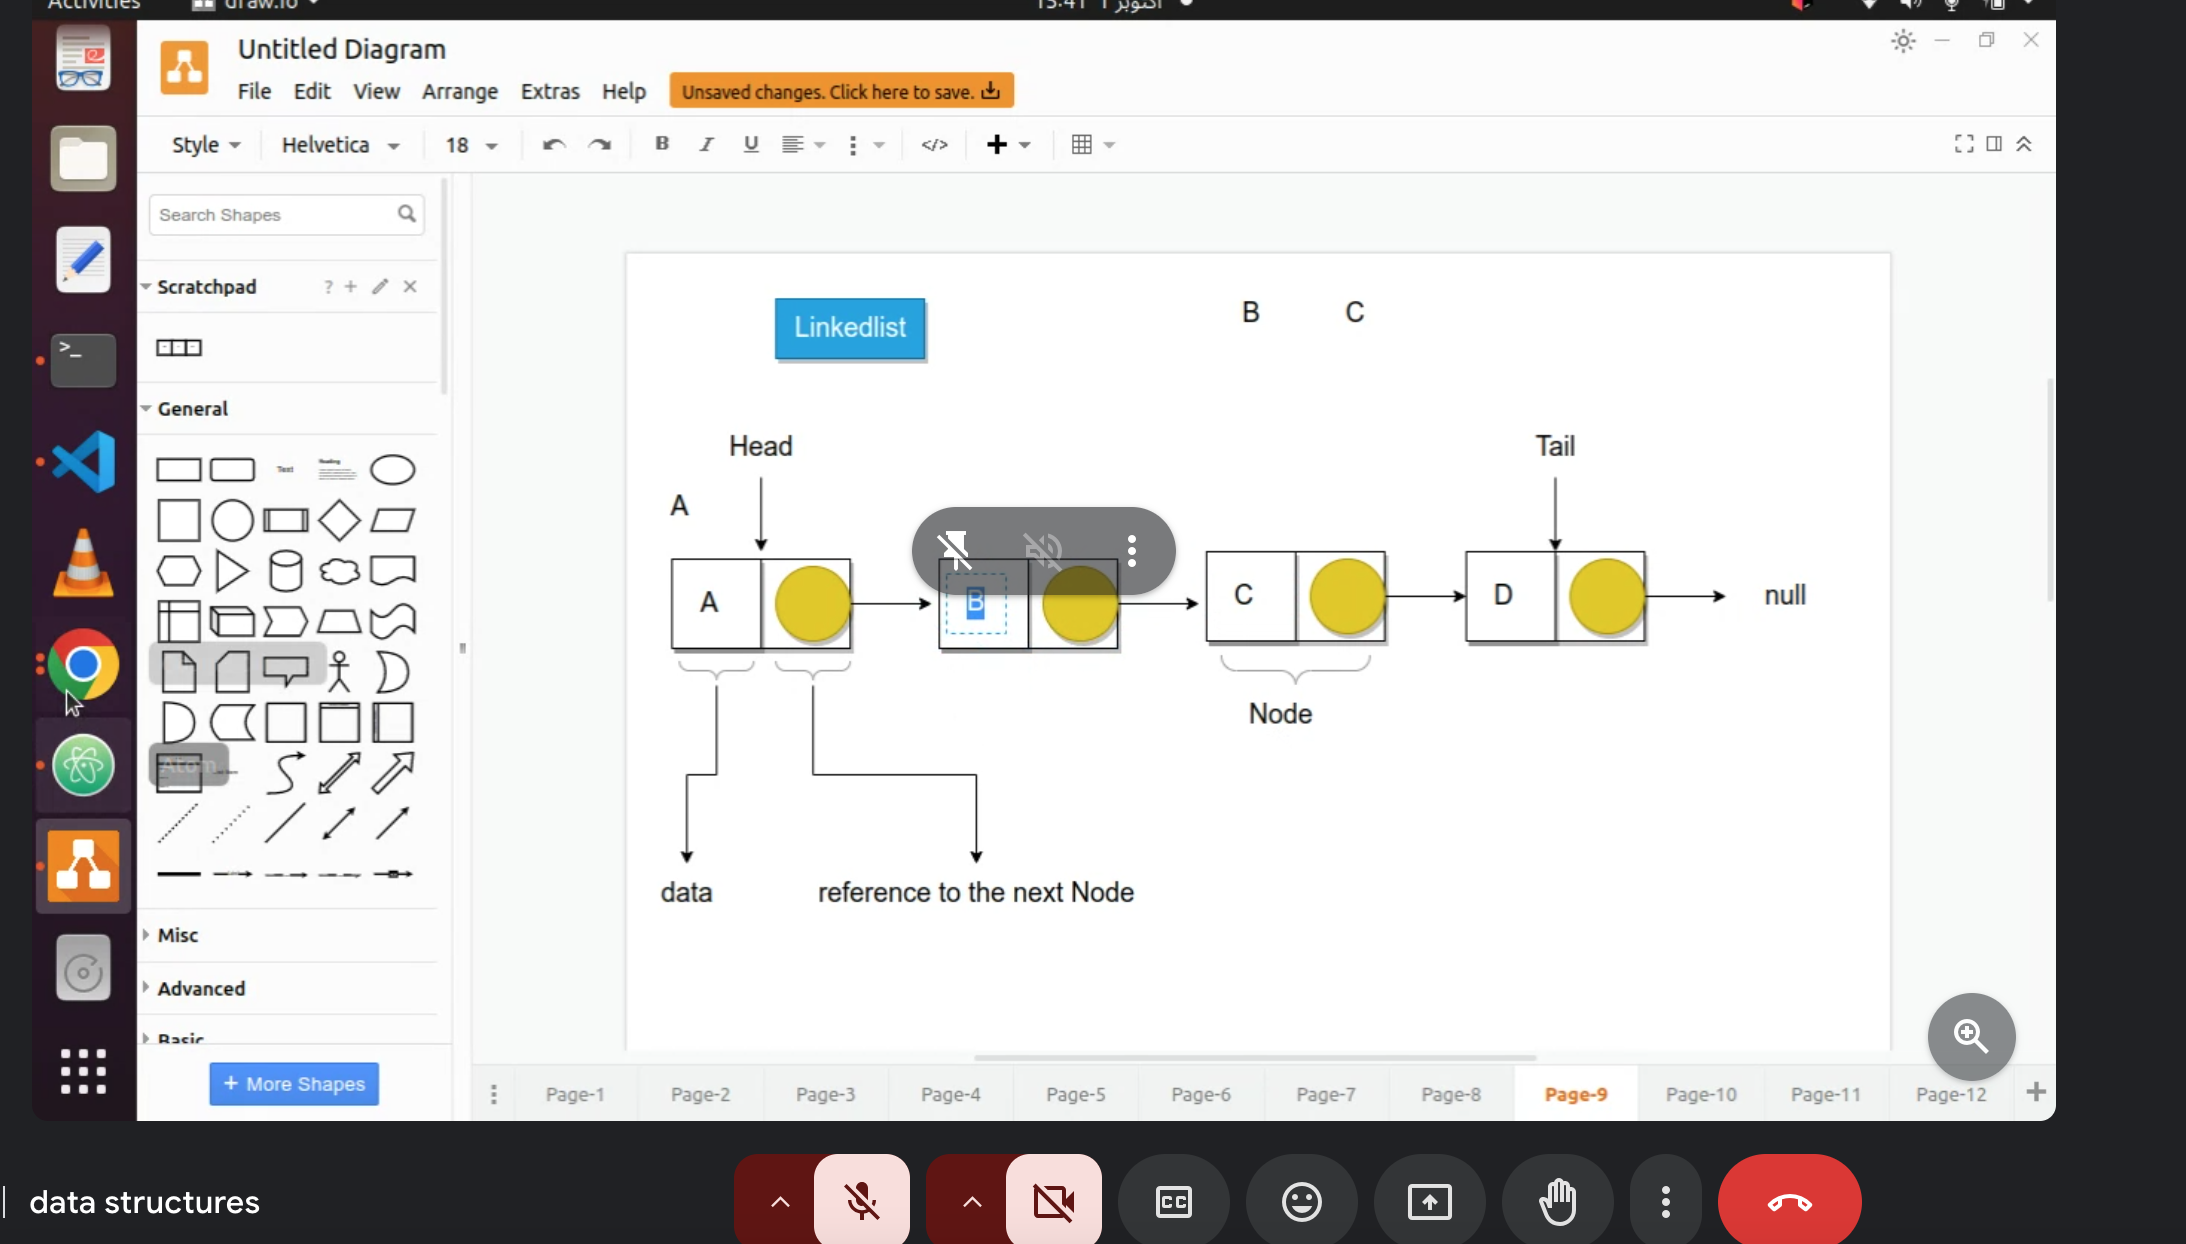 Activities
draw.io
15:41 1 أكتوبر
Untitled Diagram
File Edit View Arrange Extras Help
Unsaved changes. Click here to save.
Style
Helvetica
18
B I U
Search Shapes
Scratchpad
?
General
Text
Heading
Atom
Misc
Advanced
Basic
+ More Shapes
Linkedlist
B
C
Head
Tail
A
A
B
C
D
null
Node
data
reference to the next Node
Page-1
Page-2
Page-3
Page-4
Page-5
Page-6
Page-7
Page-8
Page-9
Page-10
Page-11
Page-12
data structures
CC